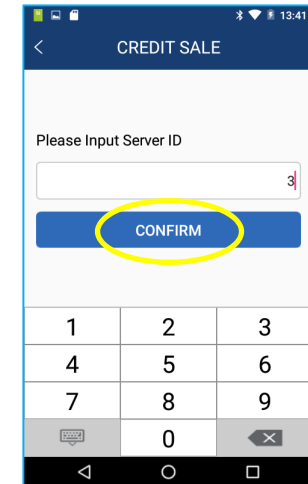 13:41
CREDIT SALE
Please Input Server ID
3
CONFIRM
1 2 3
4 5 6
7 8 9
0